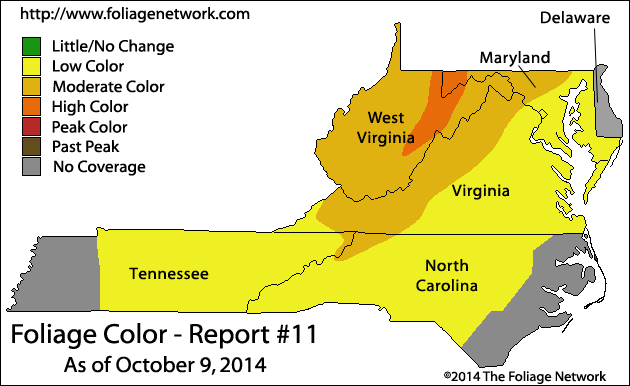 http://www.foliagenetwork.com
Delaware
Little/No Change
Low Color
Moderate Color
High Color
Peak Color
Past Peak
No Coverage
Maryland
West
Virginia
Virginia
Tennessee
North
Carolina
Foliage Color - Report #11
As of October 9, 2014
©2014 The Foliage Network